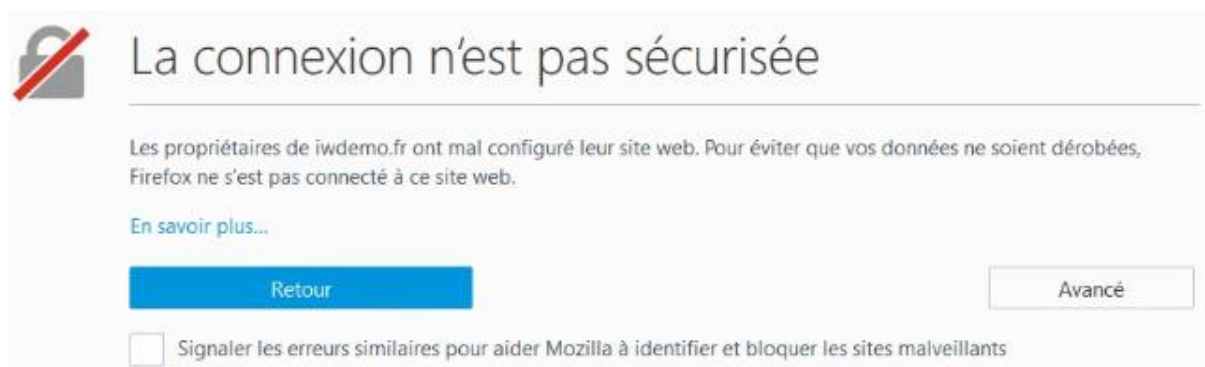 La connexion n’est pas sécurisée
Les propriétaires de iwdemo.fr ont mal configuré leur site web. Pour éviter que vos données ne soient dérobées,
Firefox ne s’est pas connecté à ce site web.
En savoir plus...
Retour
Avancé
Signaler les erreurs similaires pour aider Mozilla à identifier et bloquer les sites malveillants